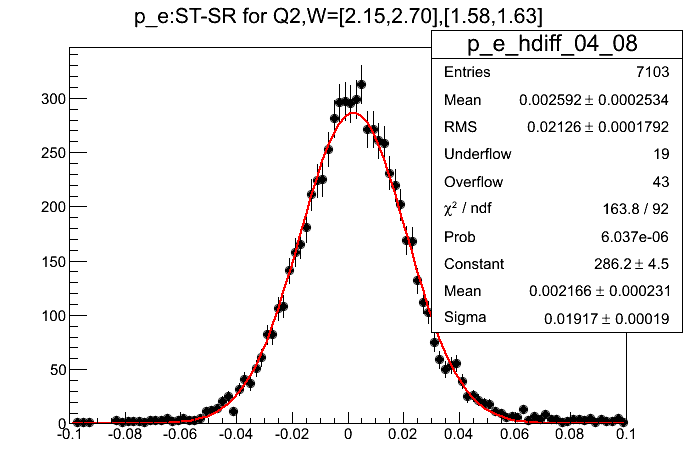 p_e:ST-SR for Q2,W=[2.15,2.70],[1.58,1.63]
p_e_hdiff_04_08
Entries 7103
Mean 0.002592 ± 0.0002534
RMS 0.02126 ± 0.0001792
Underflow 19
Overflow 43
χ² / ndf 163.8 / 92
Prob 6.037e-06
Constant 286.2 ± 4.5
Mean 0.002166 ± 0.000231
Sigma 0.01917 ± 0.00019
300
250
200
150
100
50
0
-0.1 -0.08 -0.06 -0.04 -0.02 0 0.02 0.04 0.06 0.08 0.1